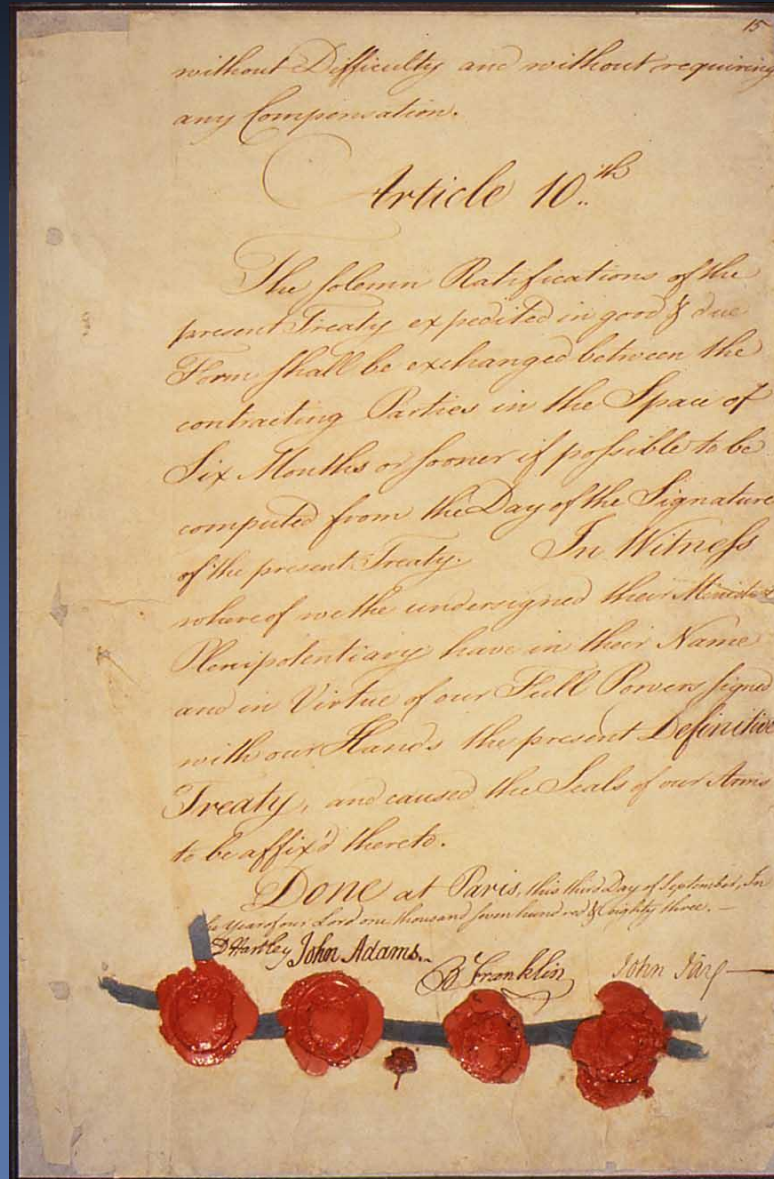 15
without Difficulty and without requiring
any Compensation.
Article 10.th
The solemn Ratifications of the
present Treaty expedited in good & due
Form shall be exchanged between the
contracting Parties in the Space of
Six Months or sooner if possible to be
computed from the Day of the Signature
of the present Treaty. In Witness
whereof we the undersigned their Ministers
Plenipotentiary have in their Name
and in Virtue of our Full Powers signed
with our Hands the present Definitive
Treaty, and caused the Seals of our Arms
to be affix'd thereto.
Done at Paris, this third Day of September, In
the Year of our Lord one thousand seven hundred & eighty three.—
D Hartley John Adams. B Franklin John Jay—